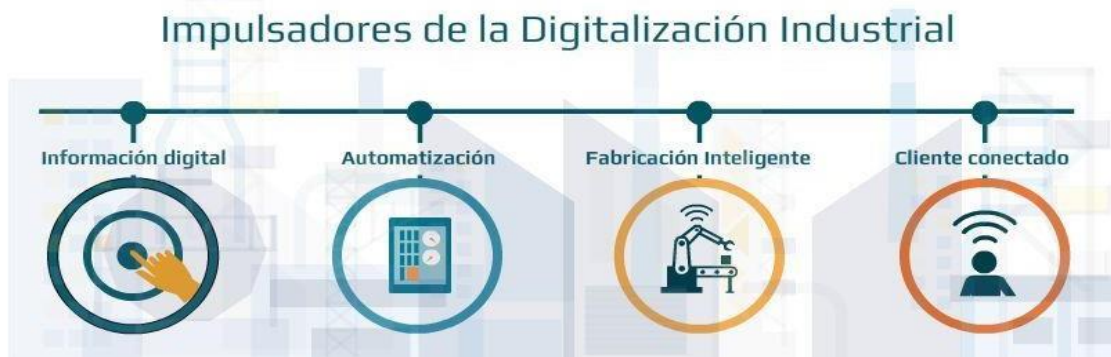 Impulsadores de la Digitalización Industrial
Información digital
Automatización
Fabricación Inteligente
Cliente conectado